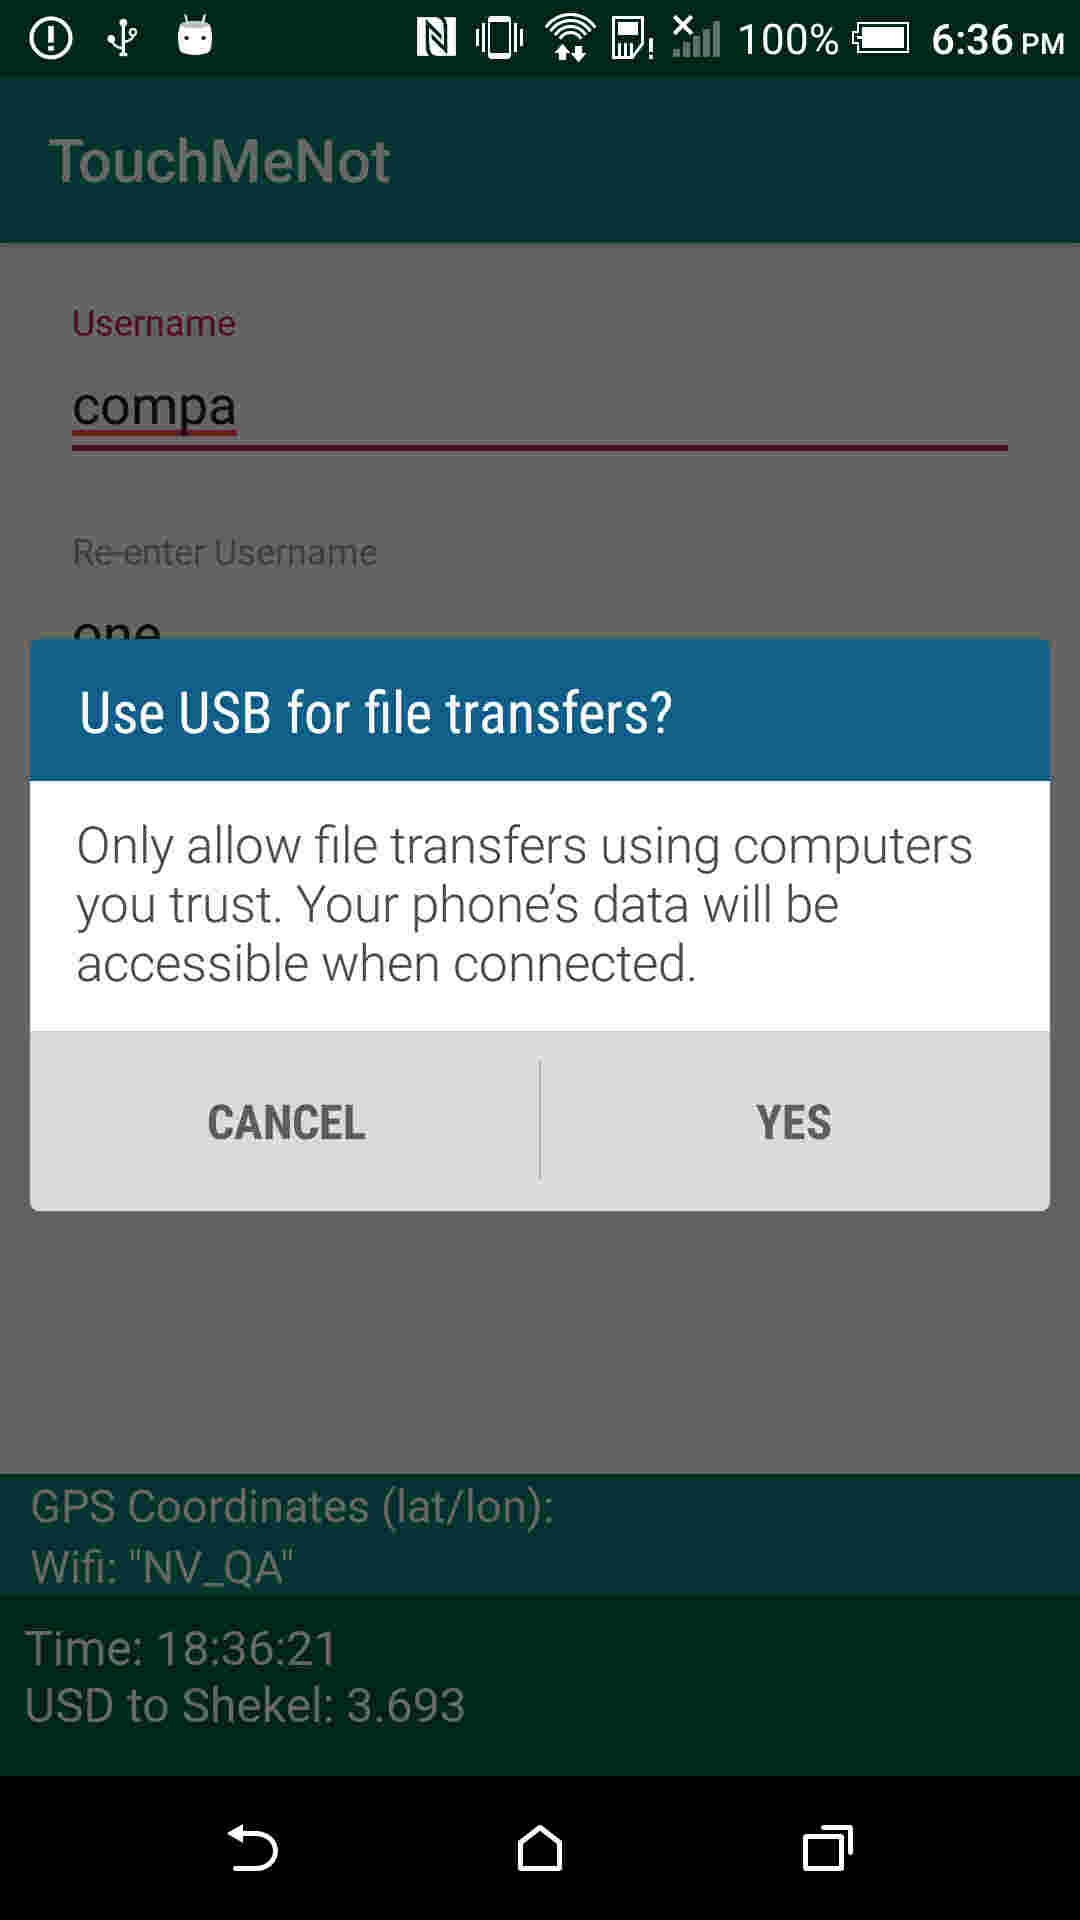 100% 6:36 PM
TouchMeNot
Username
compa
Re-enter Username
one
Use USB for file transfers?
Only allow file transfers using computers
you trust. Your phone’s data will be
accessible when connected.
CANCEL YES
GPS Coordinates (lat/lon):
Wifi: "NV_QA"
Time: 18:36:21
USD to Shekel: 3.693